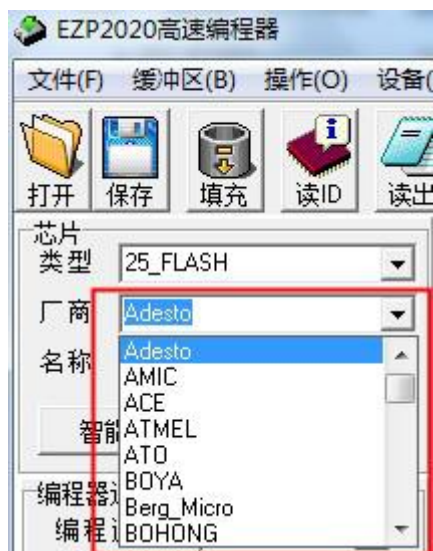 EZP2020高速编程器
文件(F) 缓冲区(B) 操作(O) 设备(
打开 保存 填充 读ID 读出
芯片
类型 25_FLASH
厂商 Adesto
Adesto
名称
AMIC
ACE
ATMEL
智能
ATO
BOYA
编程器
Berg_Micro
编程
BOHONG